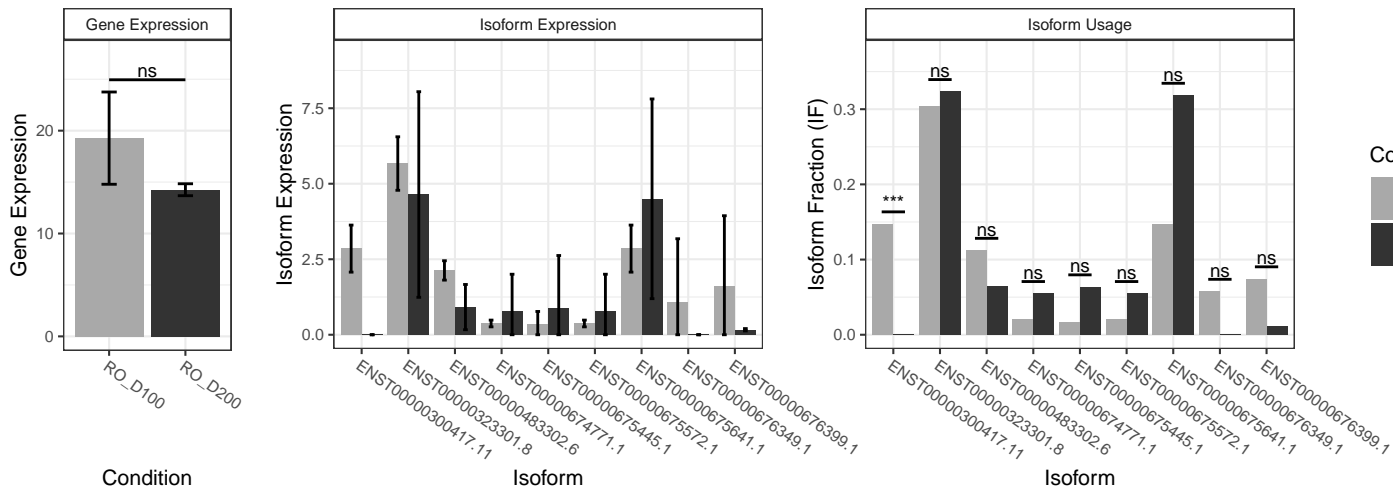 Gene Expression
Isoform Expression
Isoform Usage
Gene Expression
20
10
0
ns
RO_D100
RO_D200
Condition
Isoform Expression
7.5
5.0
2.5
0.0
ENST00000300417.11
ENST00000323301.8
ENST00000483302.6
ENST00000674771.1
ENST00000675445.1
ENST00000675572.1
ENST00000675641.1
ENST00000676349.1
ENST00000676399.1
Isoform
Isoform Fraction (IF)
0.3
0.2
0.1
0.0
***
ns
ns
ns
ns
ns
ns
ns
ns
ENST00000300417.11
ENST00000323301.8
ENST00000483302.6
ENST00000674771.1
ENST00000675445.1
ENST00000675572.1
ENST00000675641.1
ENST00000676349.1
ENST00000676399.1
Isoform